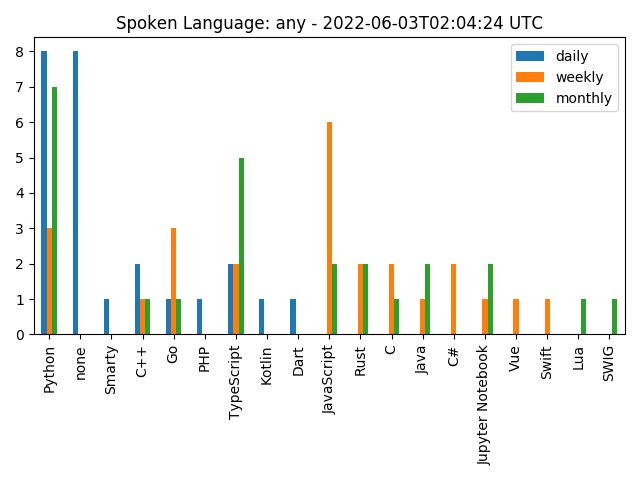 Spoken Language: any - 2022-06-03T02:04:24 UTC
daily
weekly
monthly
8
7
6
5
4
3
2
1
0
Python
none
Smarty
C++
Go
PHP
TypeScript
Kotlin
Dart
JavaScript
Rust
C
Java
C#
Jupyter Notebook
Vue
Swift
Lua
SWIG